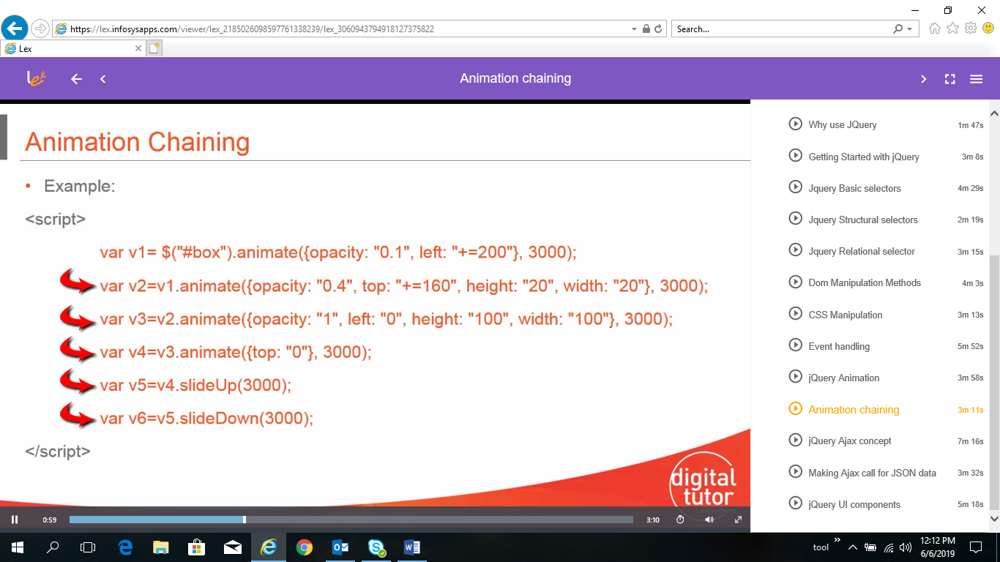 https://lex.infosysapps.com/viewer/lex_2185026098597761338239/lex_3060943794918127375822
Search...
Lex
lex
Animation chaining
Animation Chaining
• Example:
<script>
var v1= $("#box").animate({opacity: "0.1", left: "+=200"}, 3000);
var v2=v1.animate({opacity: "0.4", top: "+=160", height: "20", width: "20"}, 3000);
var v3=v2.animate({opacity: "1", left: "0", height: "100", width: "100"}, 3000);
var v4=v3.animate({top: "0"}, 3000);
var v5=v4.slideUp(3000);
var v6=v5.slideDown(3000);
</script>
digital
tutor
Learn more
0:59
3:10
Why use JQuery 1m 47s
Getting Started with jQuery 3m 8s
Jquery Basic selectors 4m 29s
Jquery Structural selectors 2m 19s
Jquery Relational selector 3m 15s
Dom Manipulation Methods 4m 3s
CSS Manipulation 3m 13s
Event handling 5m 52s
jQuery Animation 3m 58s
Animation chaining 3m 11s
jQuery Ajax concept 7m 16s
Making Ajax call for JSON data 3m 32s
jQuery UI components 5m 18s
tool
12:12 PM
6/6/2019